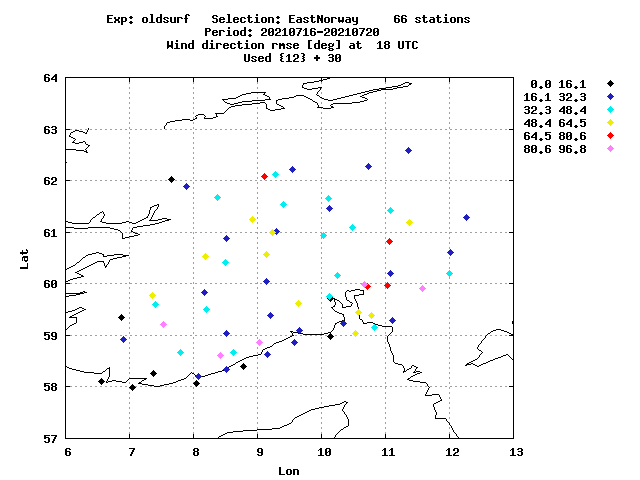 Exp: oldsurf   Selection: EastNorway     66 stations
Period: 20210716-20210720
Wind direction rmse [deg] at  18 UTC
Used {12} + 30
0.0 16.1
16.1 32.3
32.3 48.4
48.4 64.5
64.5 80.6
80.6 96.8
64
63
62
61
60
59
58
57
Lat
6 7 8 9 10 11 12 13
Lon